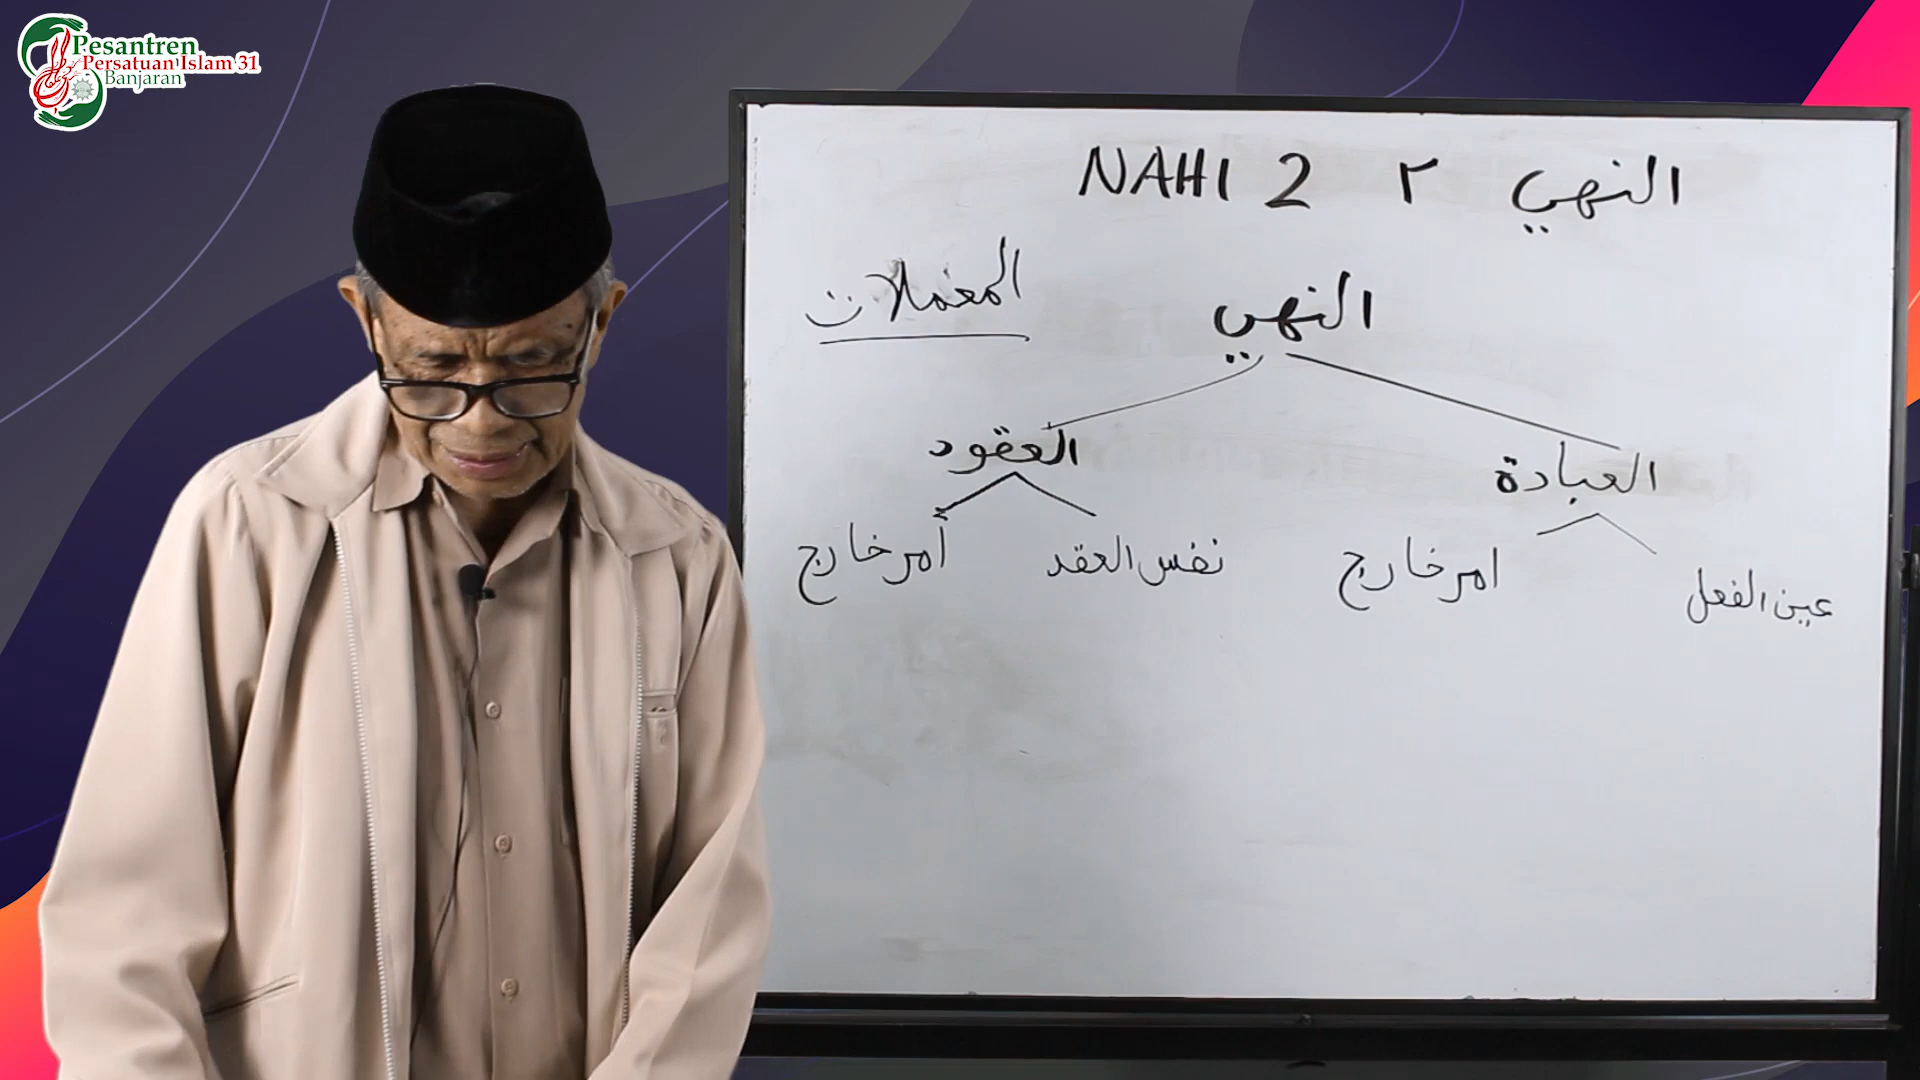 Pesantren
Persatuan Islam 31
Banjaran
النهي ٢ NAHI 2
النهي
المعملات
العبادة
العقود
عين الفعل
امر خارج
نفس العقد
أمر خارج